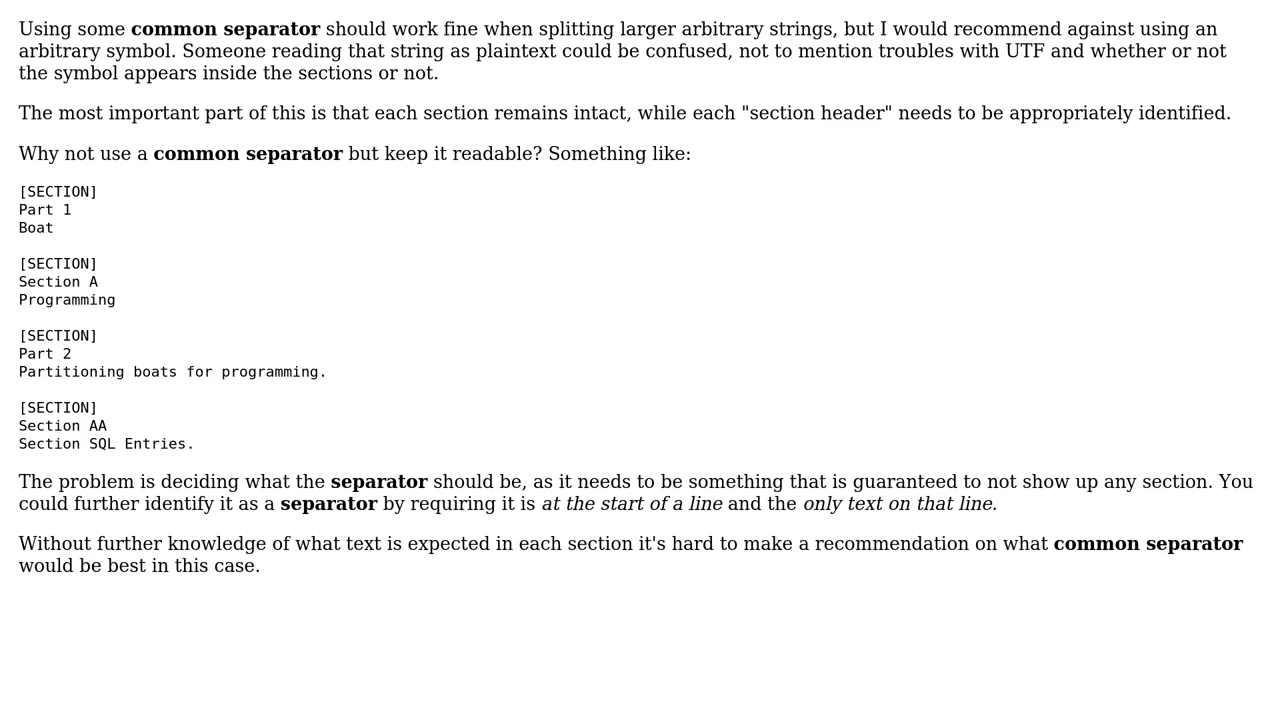 Using some common separator should work fine when splitting larger arbitrary strings, but I would recommend against using an
arbitrary symbol. Someone reading that string as plaintext could be confused, not to mention troubles with UTF and whether or not
the symbol appears inside the sections or not.
The most important part of this is that each section remains intact, while each "section header" needs to be appropriately identified.
Why not use a common separator but keep it readable? Something like:
[SECTION]
Part 1
Boat
[SECTION]
Section A
Programming
[SECTION]
Part 2
Partitioning boats for programming.
[SECTION]
Section AA
Section SQL Entries.
The problem is deciding what the separator should be, as it needs to be something that is guaranteed to not show up any section. You
could further identify it as a separator by requiring it is at the start of a line and the only text on that line.
Without further knowledge of what text is expected in each section it's hard to make a recommendation on what common separator
would be best in this case.